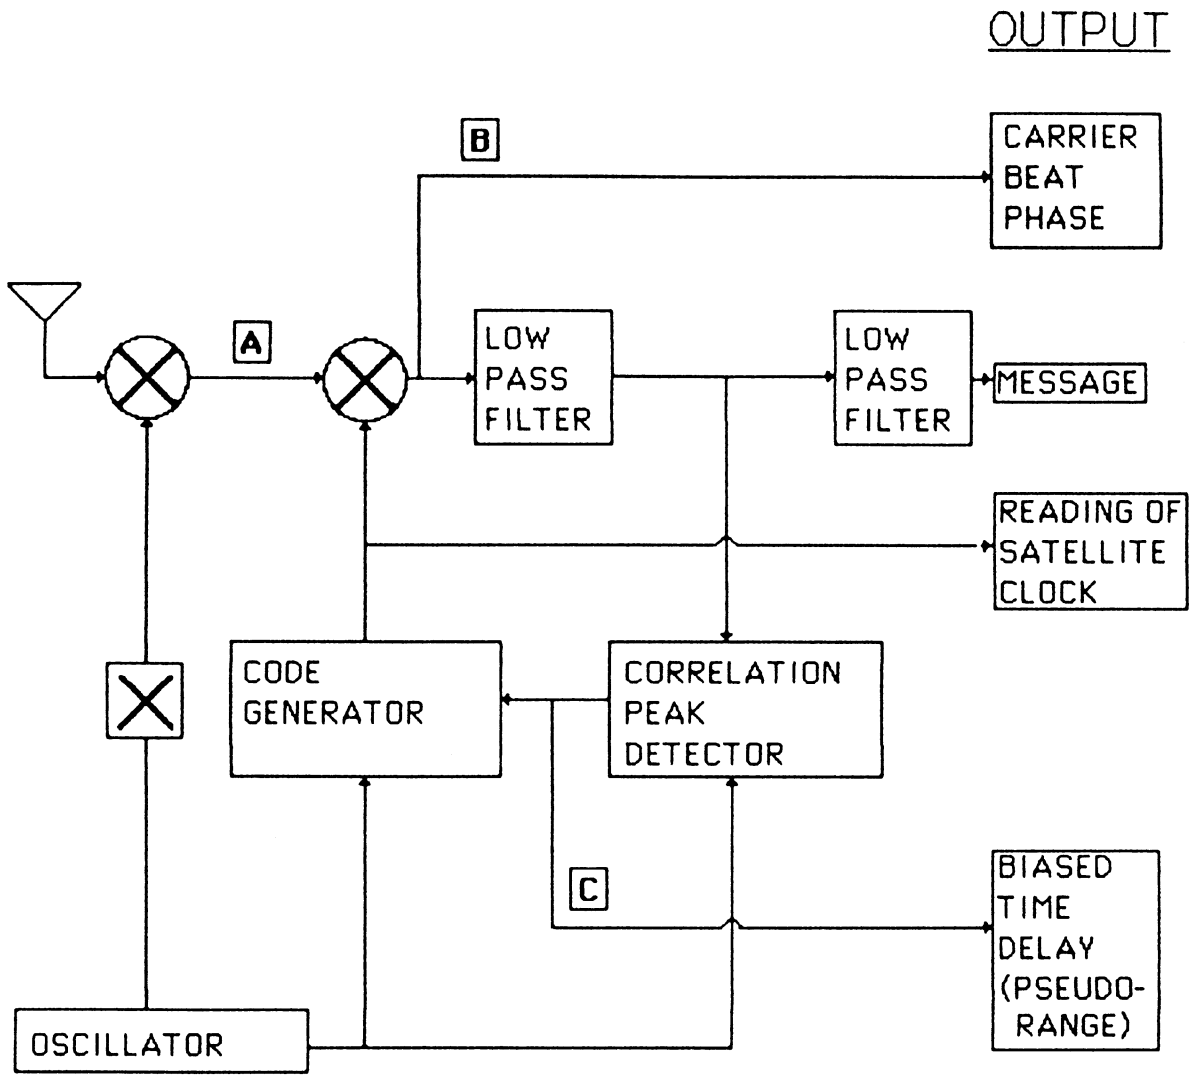 OUTPUT
B
CARRIER
BEAT
PHASE
A
LOW
PASS
FILTER
LOW
PASS
FILTER
MESSAGE
READING OF
SATELLITE
CLOCK
CODE
GENERATOR
CORRELATION
PEAK
DETECTOR
C
BIASED
TIME
DELAY
(PSEUDO-
RANGE)
OSCILLATOR